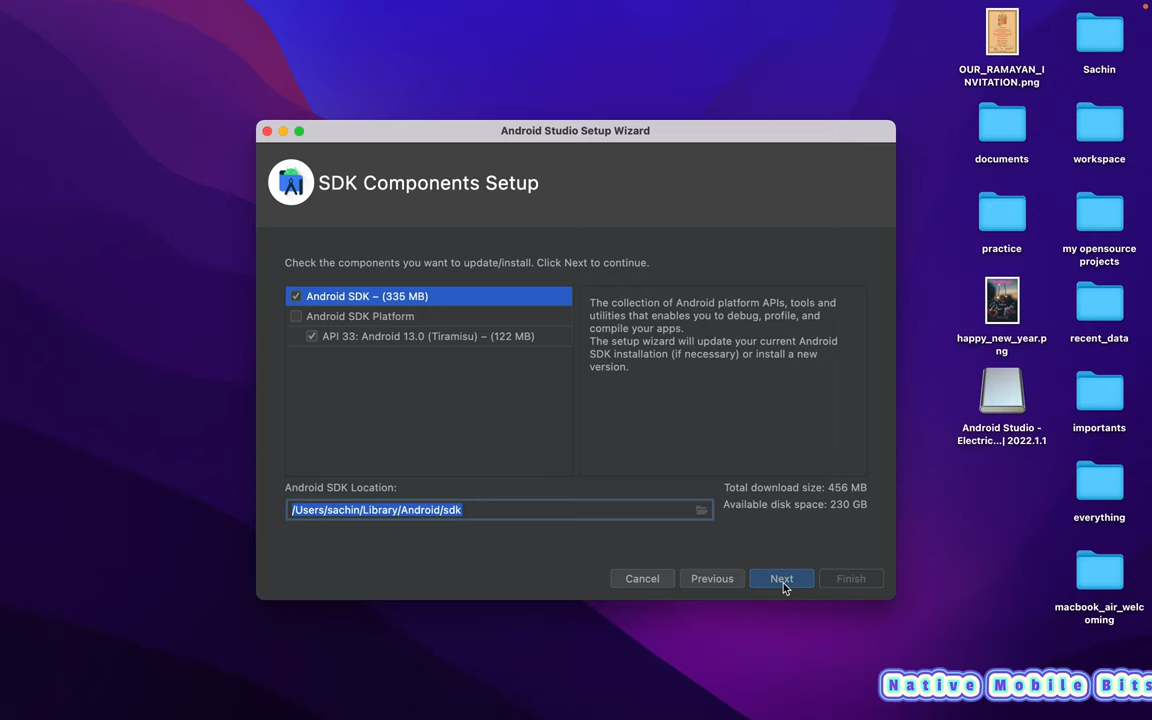 Android Studio Setup Wizard
SDK Components Setup
Check the components you want to update/install. Click Next to continue.
Android SDK – (335 MB)
Android SDK Platform
API 33: Android 13.0 (Tiramisu) – (122 MB)
The collection of Android platform APIs, tools and
utilities that enables you to debug, profile, and
compile your apps.
The setup wizard will update your current Android
SDK installation (if necessary) or install a new
version.
Android SDK Location:
/Users/sachin/Library/Android/sdk
Total download size: 456 MB
Available disk space: 230 GB
Cancel
Previous
Next
Finish
OUR_RAMAYAN_I
NVITATION.png
Sachin
documents
workspace
practice
my opensource
projects
happy_new_year.p
ng
recent_data
Android Studio -
Electric...| 2022.1.1
importants
everything
macbook_air_welc
oming
Native Mobile Bits